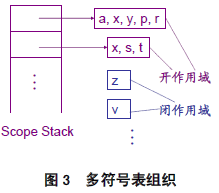 a, x, y, p, r
x, s, t
开作用域
z
闭作用域
v
Scope Stack
图 3 多符号表组织